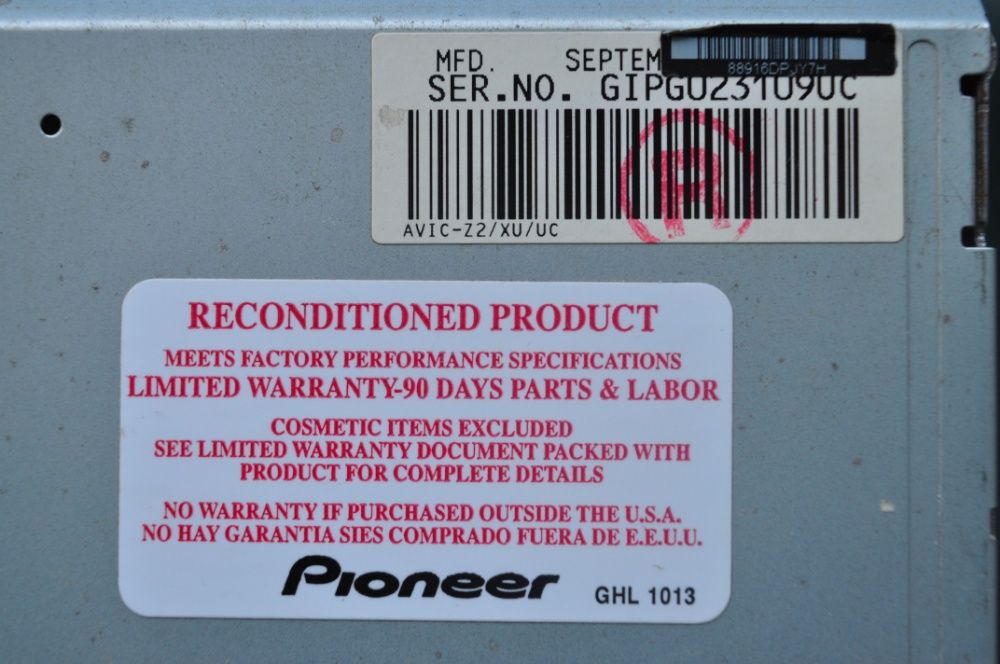 88916DPJY7H
MFD. SEPTEM
SER.NO. GIPG023109UC
AVIC-Z2/XU/UC
R
RECONDITIONED PRODUCT
MEETS FACTORY PERFORMANCE SPECIFICATIONS
LIMITED WARRANTY-90 DAYS PARTS & LABOR
COSMETIC ITEMS EXCLUDED
SEE LIMITED WARRANTY DOCUMENT PACKED WITH
PRODUCT FOR COMPLETE DETAILS
NO WARRANTY IF PURCHASED OUTSIDE THE U.S.A.
NO HAY GARANTIA SIES COMPRADO FUERA DE E.E.U.U.
Pioneer
GHL 1013